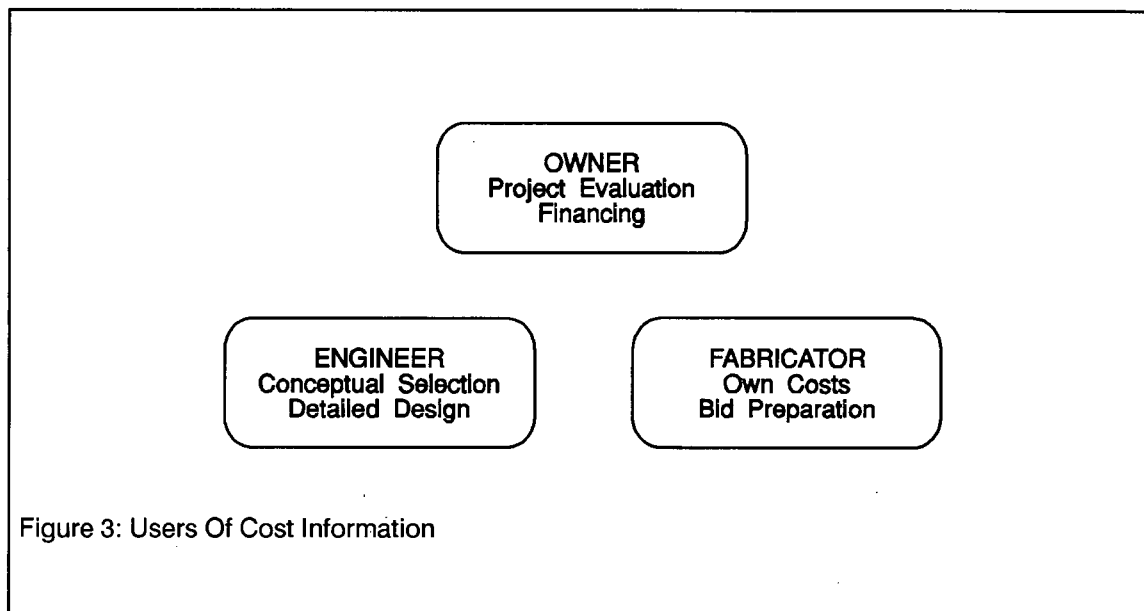 OWNER
Project Evaluation
Financing
ENGINEER
Conceptual Selection
Detailed Design
FABRICATOR
Own Costs
Bid Preparation
Figure 3: Users Of Cost Information